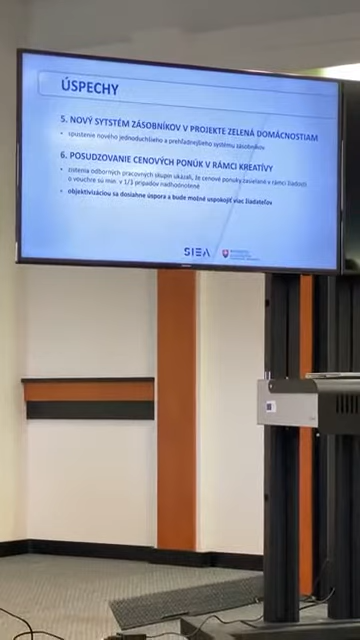 ÚSPECHY
5. NOVÝ SYTSTÉM ZÁSOBNÍKOV V PROJEKTE ZELENÁ DOMÁCNOSTIAM
• spustenie nového jednoduchšieho a prehľadnejšieho systému zásobníkov
6. POSUDZOVANIE CENOVÝCH PONÚK V RÁMCI KREATÍVY
• zistenia odborných pracovných skupín ukázali, že cenové ponuky zasielané v rámci žiadosti
o voucher sú min. v 1/3 prípadov nadhodnotené
• objektivizáciou sa dosiahne úspora a bude možné uspokojiť viac žiadateľov
SIEA